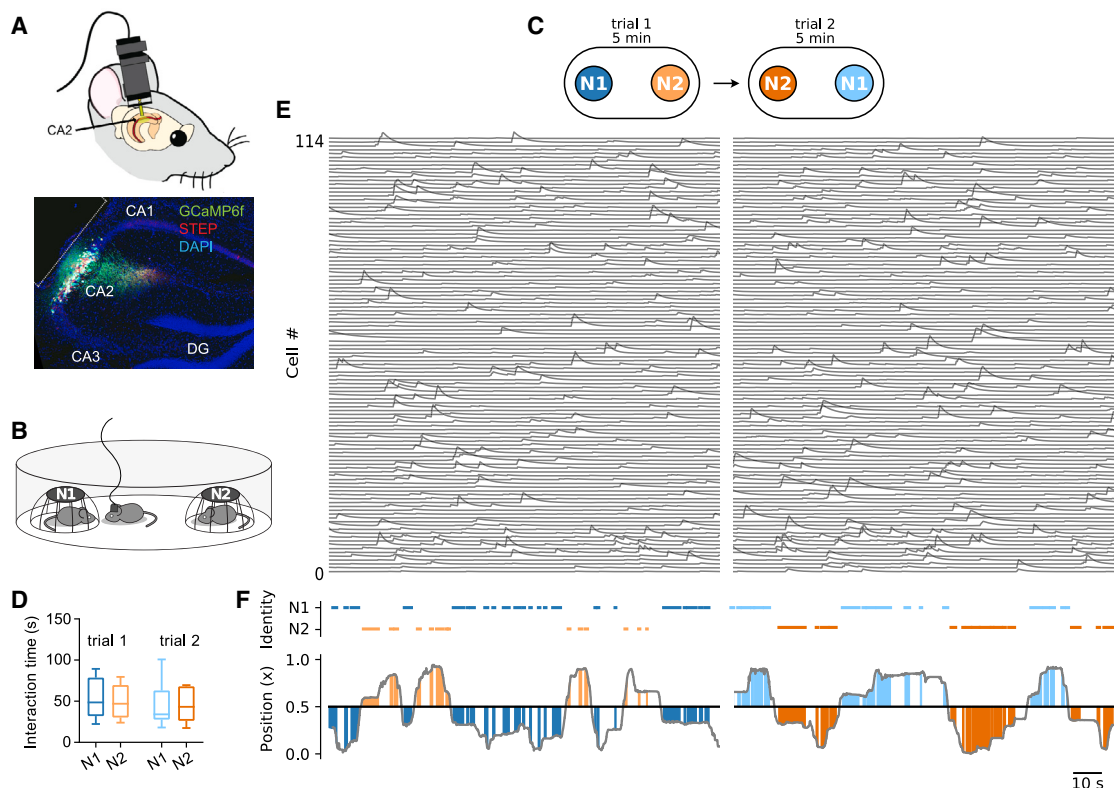 A
CA2
CA1
GCaMP6f
STEP
DAPI
CA2
CA3
DG
B
N1
N2
C
trial 1
5 min
trial 2
5 min
N1
N2
N2
N1
D
Interaction time (s)
150
100
50
0
trial 1
trial 2
N1
N2
N1
N2
E
114
Cell #
0
F
Identity
N1
N2
Position (x)
1.0
0.5
0.0
10 s